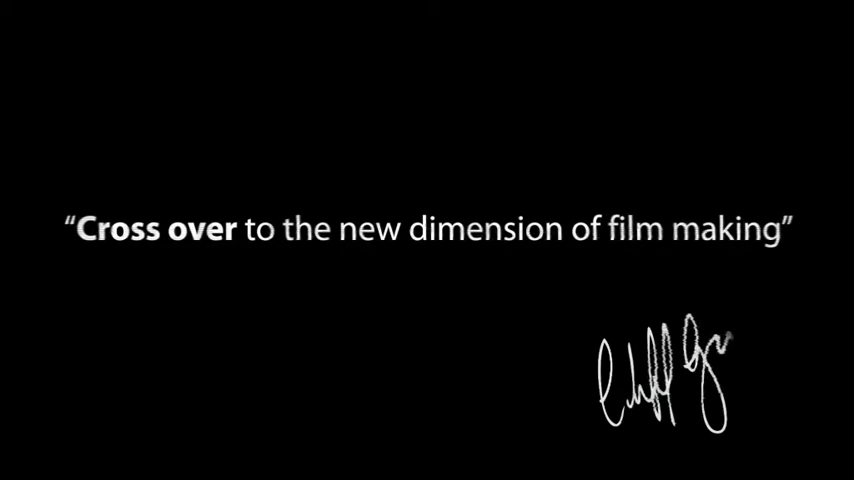 “Cross over to the new dimension of film making”